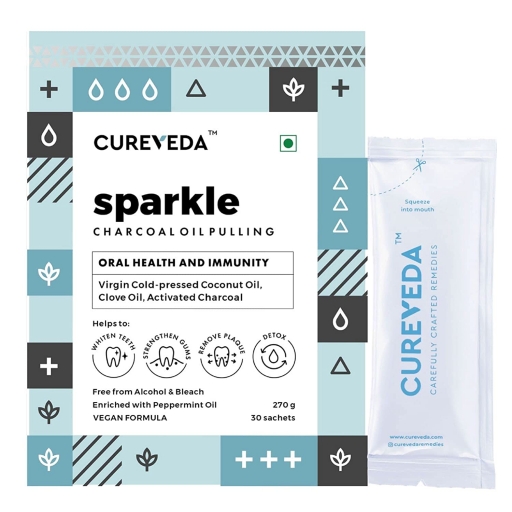 CUREVEDA™
sparkle
CHARCOAL OIL PULLING
ORAL HEALTH AND IMMUNITY
Virgin Cold-pressed Coconut Oil,
Clove Oil, Activated Charcoal
Helps to:
WHITEN TEETH
STRENGTHEN GUMS
REMOVE PLAQUE
DETOX
Free from Alcohol & Bleach
Enriched with Peppermint Oil
VEGAN FORMULA
270 g
30 sachets
Squeeze
into mouth
CUREVEDA™
CAREFULLY CRAFTED REMEDIES
www.cureveda.com
@curevedaremedies